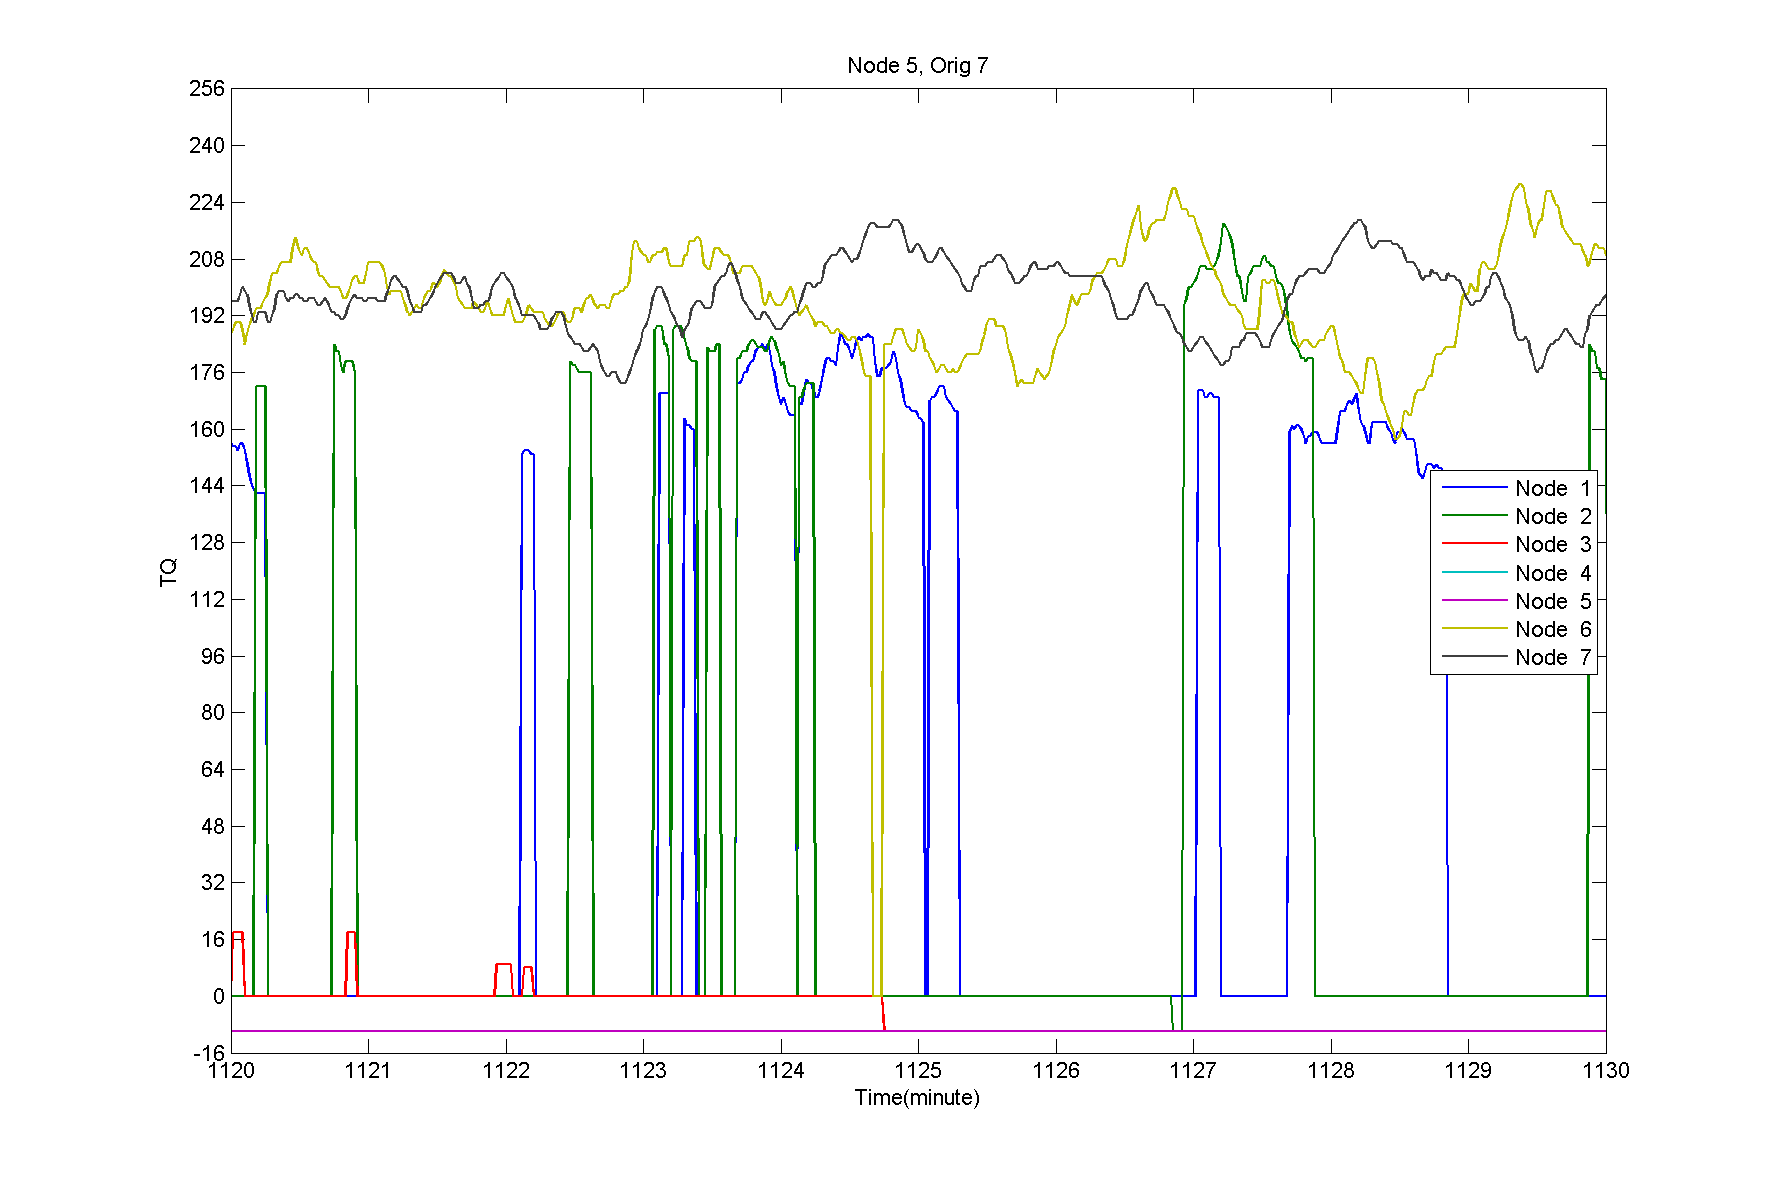 Node 5, Orig 7
256
240
224
208
192
176
160
144
128
112
96
80
64
48
32
16
0
-16
TQ
Node 1
Node 2
Node 3
Node 4
Node 5
Node 6
Node 7
1120 1121 1122 1123 1124 1125 1126 1127 1128 1129 1130
Time(minute)